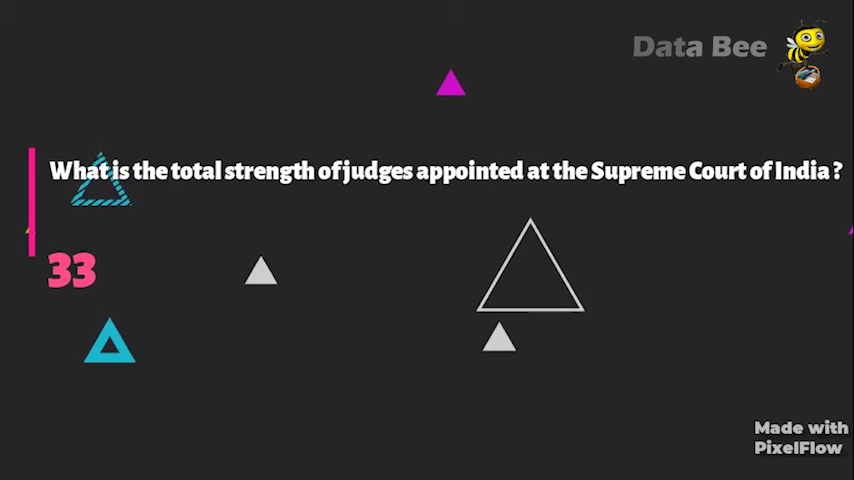 Data Bee
What is the total strength of judges appointed at the Supreme Court of India ?
33
Made with
PixelFlow